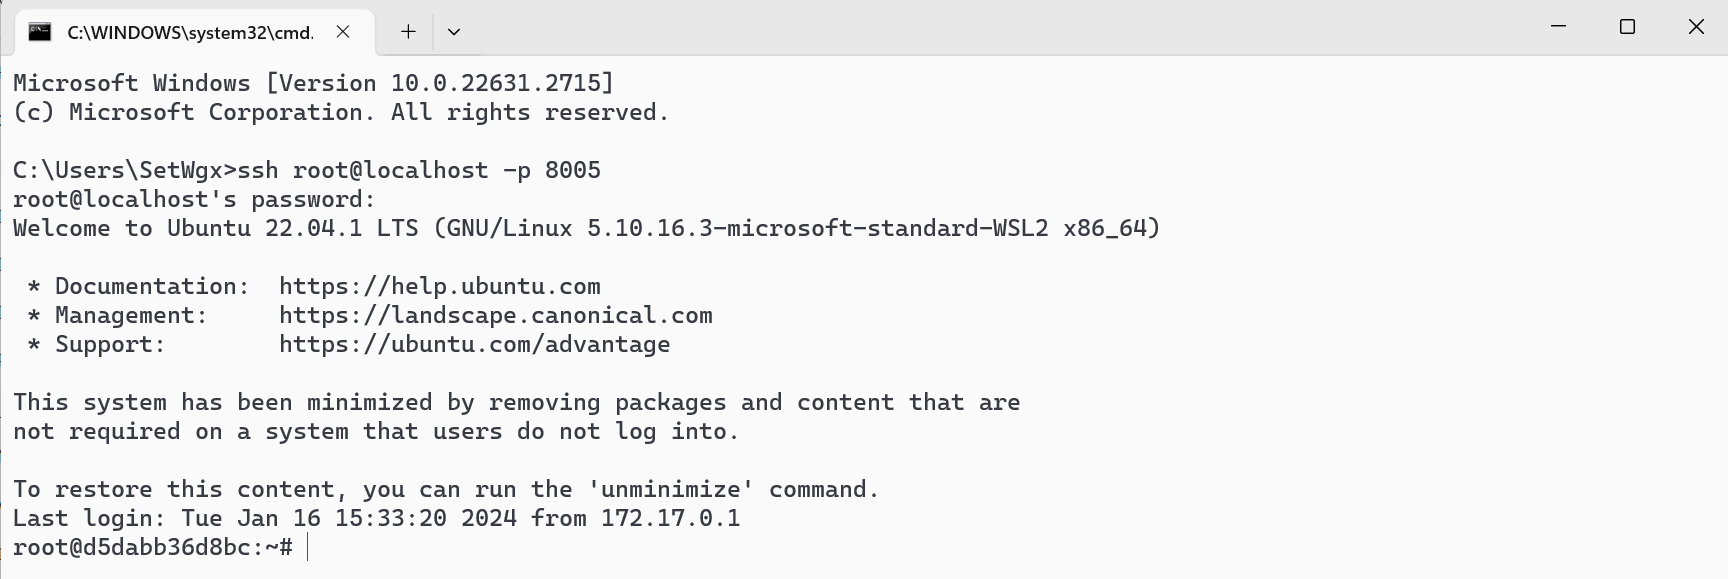 C:\WINDOWS\system32\cmd.
Microsoft Windows [Version 10.0.22631.2715]
(c) Microsoft Corporation. All rights reserved.
C:\Users\SetWgx>ssh root@localhost -p 8005
root@localhost's password:
Welcome to Ubuntu 22.04.1 LTS (GNU/Linux 5.10.16.3-microsoft-standard-WSL2 x86_64)
* Documentation:  https://help.ubuntu.com
* Management:     https://landscape.canonical.com
* Support:        https://ubuntu.com/advantage
This system has been minimized by removing packages and content that are
not required on a system that users do not log into.
To restore this content, you can run the 'unminimize' command.
Last login: Tue Jan 16 15:33:20 2024 from 172.17.0.1
root@d5dabb36d8bc:~#